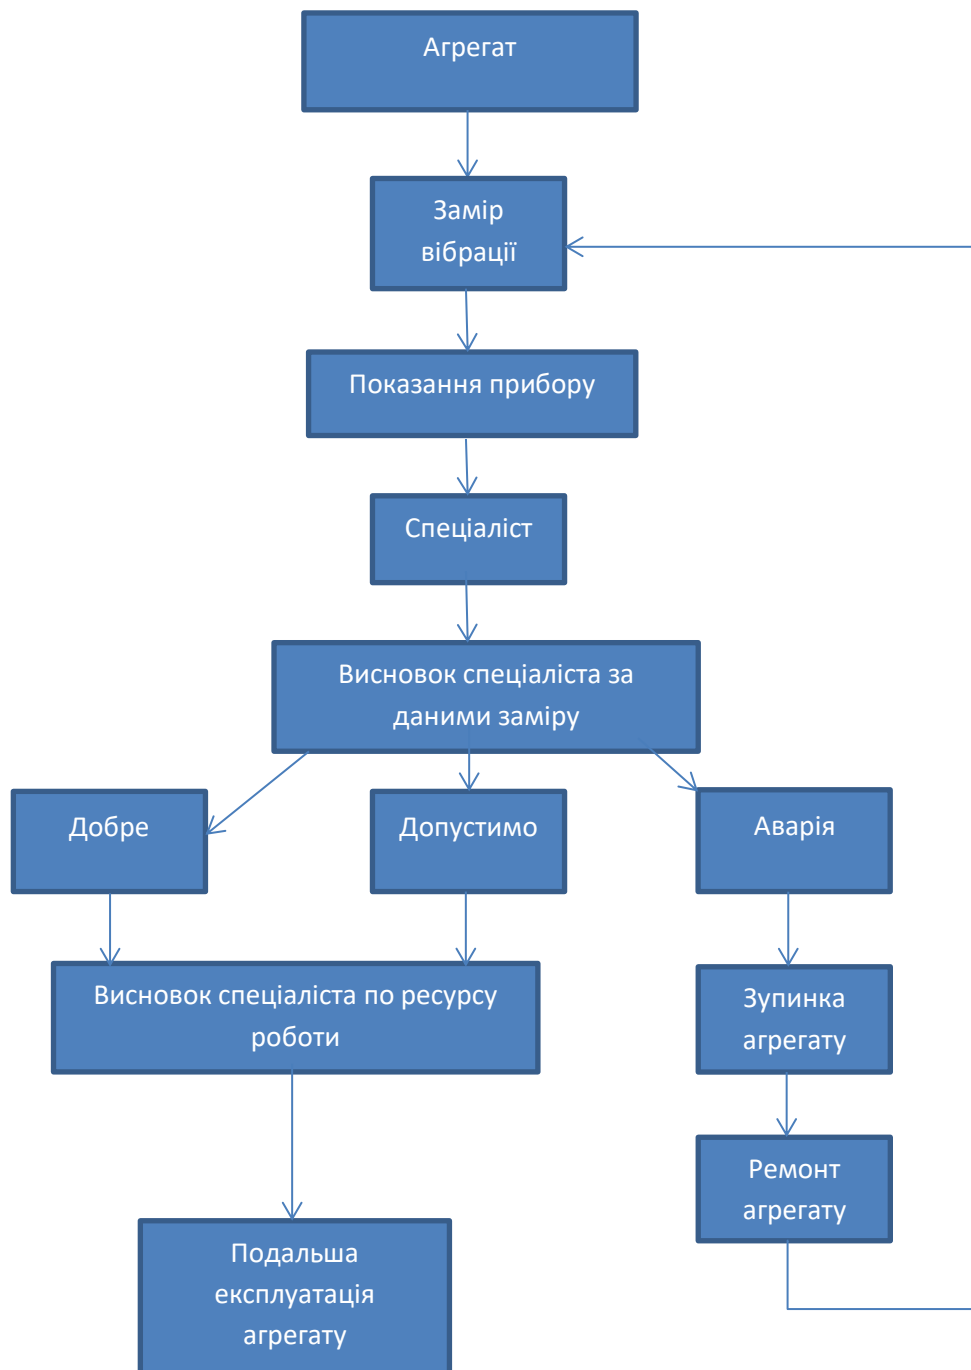 Агрегат
Замір
вібрації
Показання прибору
Спеціаліст
Висновок спеціаліста за
даними заміру
Добре
Допустимо
Аварія
Висновок спеціаліста по ресурсу
роботи
Зупинка
агрегату
Ремонт
агрегату
Подальша
експлуатація
агрегату